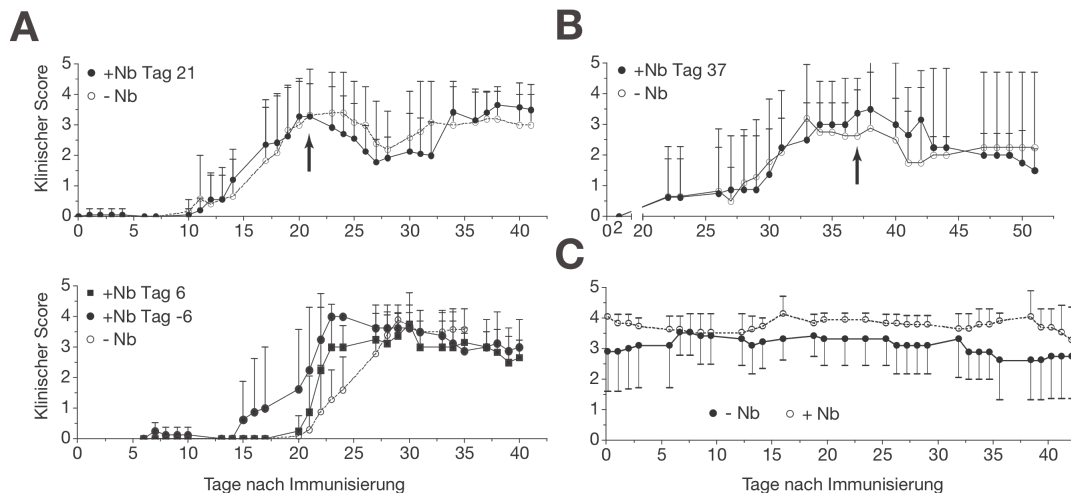 A
Klinischer Score
5
4
3
2
1
0
+Nb Tag 21
- Nb
0 5 10 15 20 25 30 35 40
B
5
4
3
2
1
0
+Nb Tag 37
- Nb
0 2 20 25 30 35 40 45 50
Klinischer Score
5
4
3
2
1
0
+Nb Tag 6
+Nb Tag -6
- Nb
0 5 10 15 20 25 30 35 40
Tage nach Immunisierung
C
5
4
3
2
1
0
- Nb + Nb
0 5 10 15 20 25 30 35 40
Tage nach Immunisierung